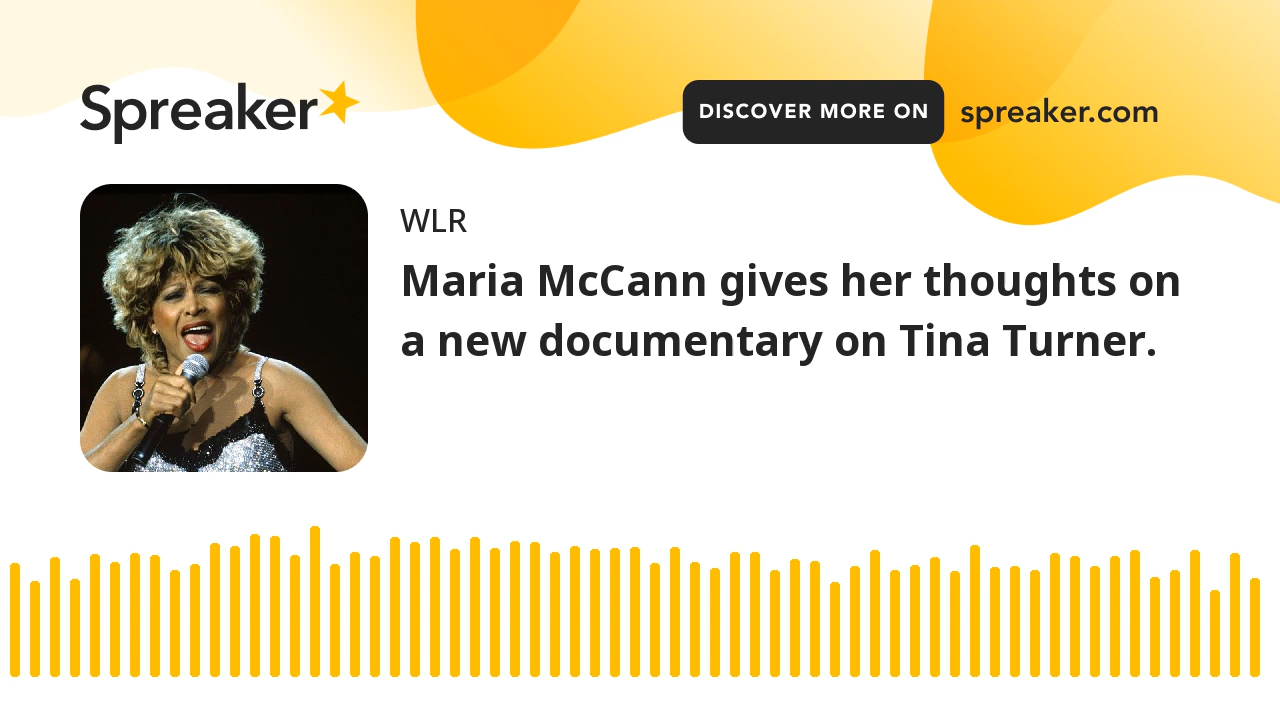 Spreaker
DISCOVER MORE ON spreaker.com
WLR
Maria McCann gives her thoughts on
a new documentary on Tina Turner.